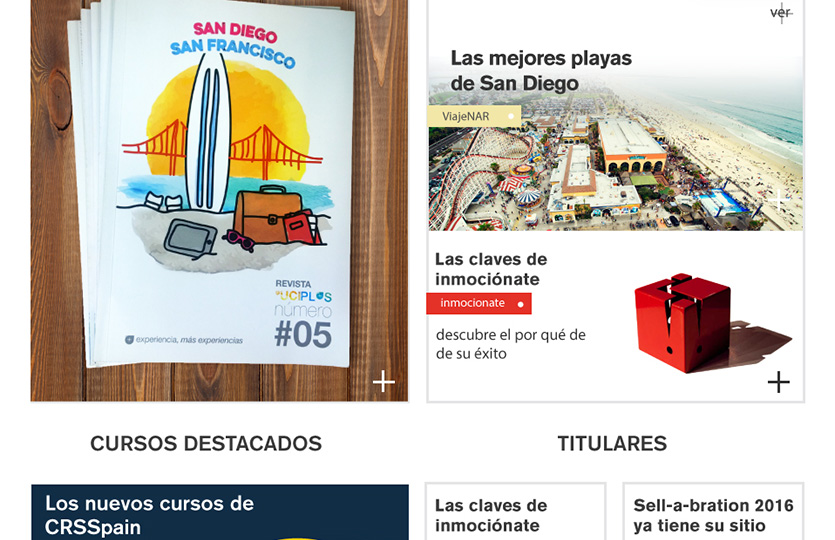 SAN DIEGO
SAN FRANCISCO
REVISTA
UCIPLUS
número
#05
experiencia, más experiencias
ver
Las mejores playas
de San Diego
ViajeNAR
Las claves de
inmociónate
inmocionate
descubre el por qué de
de su éxito
CURSOS DESTACADOS
TITULARES
Los nuevos cursos de
CRSSpain
Las claves de
inmociónate
Sell-a-bration 2016
ya tiene su sitio